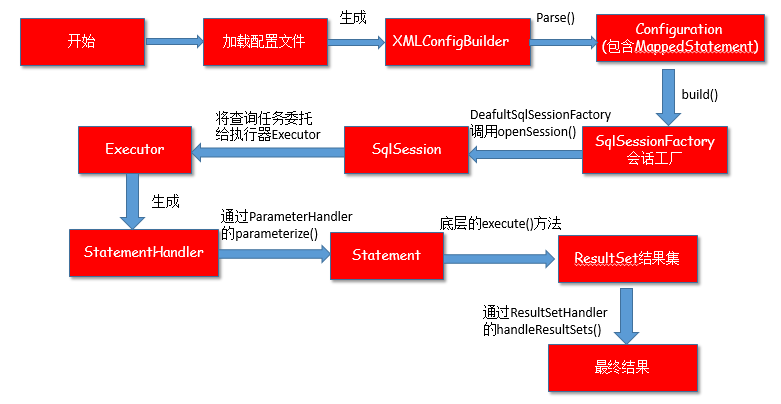 开始
加载配置文件
生成
XMLConfigBuilder
Parse()
Configuration
(包含MappedStatement)
build()
SqlSessionFactory
会话工厂
DeafultSqlSessionFactory
调用openSession()
SqlSession
将查询任务委托
给执行器Executor
Executor
生成
StatementHandler
通过ParameterHandler
的parameterize()
Statement
底层的execute()方法
ResultSet结果集
通过ResultSetHandler
的handleResultSets()
最终结果